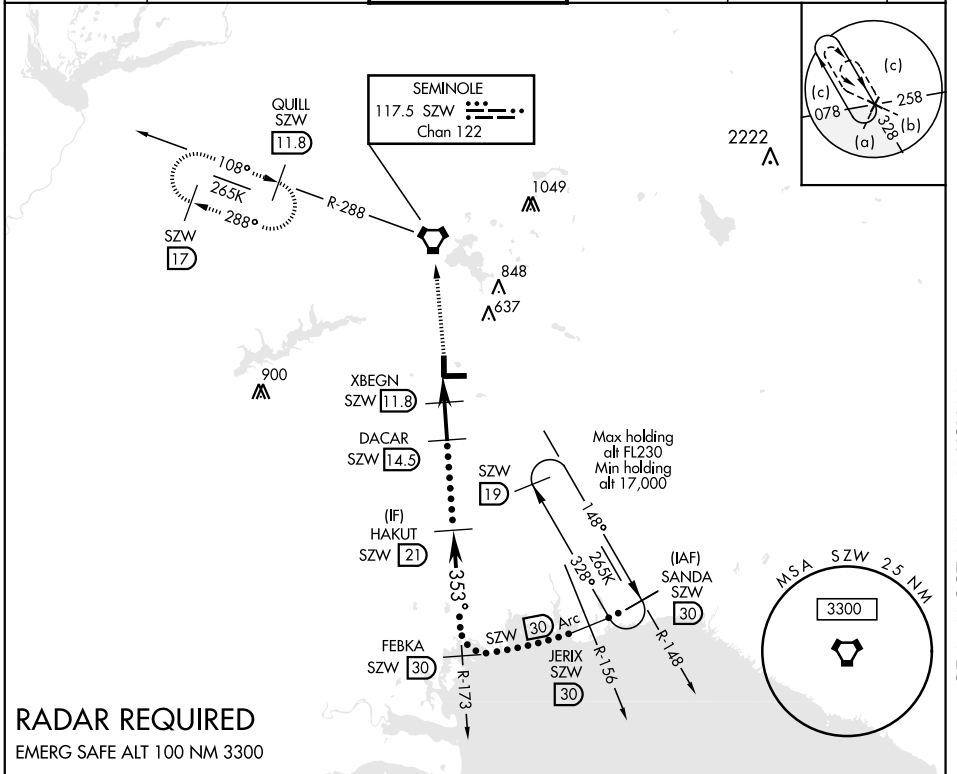 SEMINOLE
117.5 SZW
Chan 122
QUILL
SZW
11.8
108°
265K
288°
R-288
SZW
17
(c)
(c)
258
078
328
(b)
(a)
2222
1049
848
637
900
XBEGN
SZW 11.8
DACAR
SZW 14.5
(IF)
HAKUT
SZW 21
353°
FEBKA
SZW 30
R-173
SZW 30 Arc
SZW
19
Max holding
alt FL230
Min holding
alt 17,000
148°
265K
328°
(IAF)
SANDA
SZW
30
R-148
R-156
JERIX
SZW
30
MSA SZW 25 NM
3300
RADAR REQUIRED
EMERG SAFE ALT 100 NM 3300